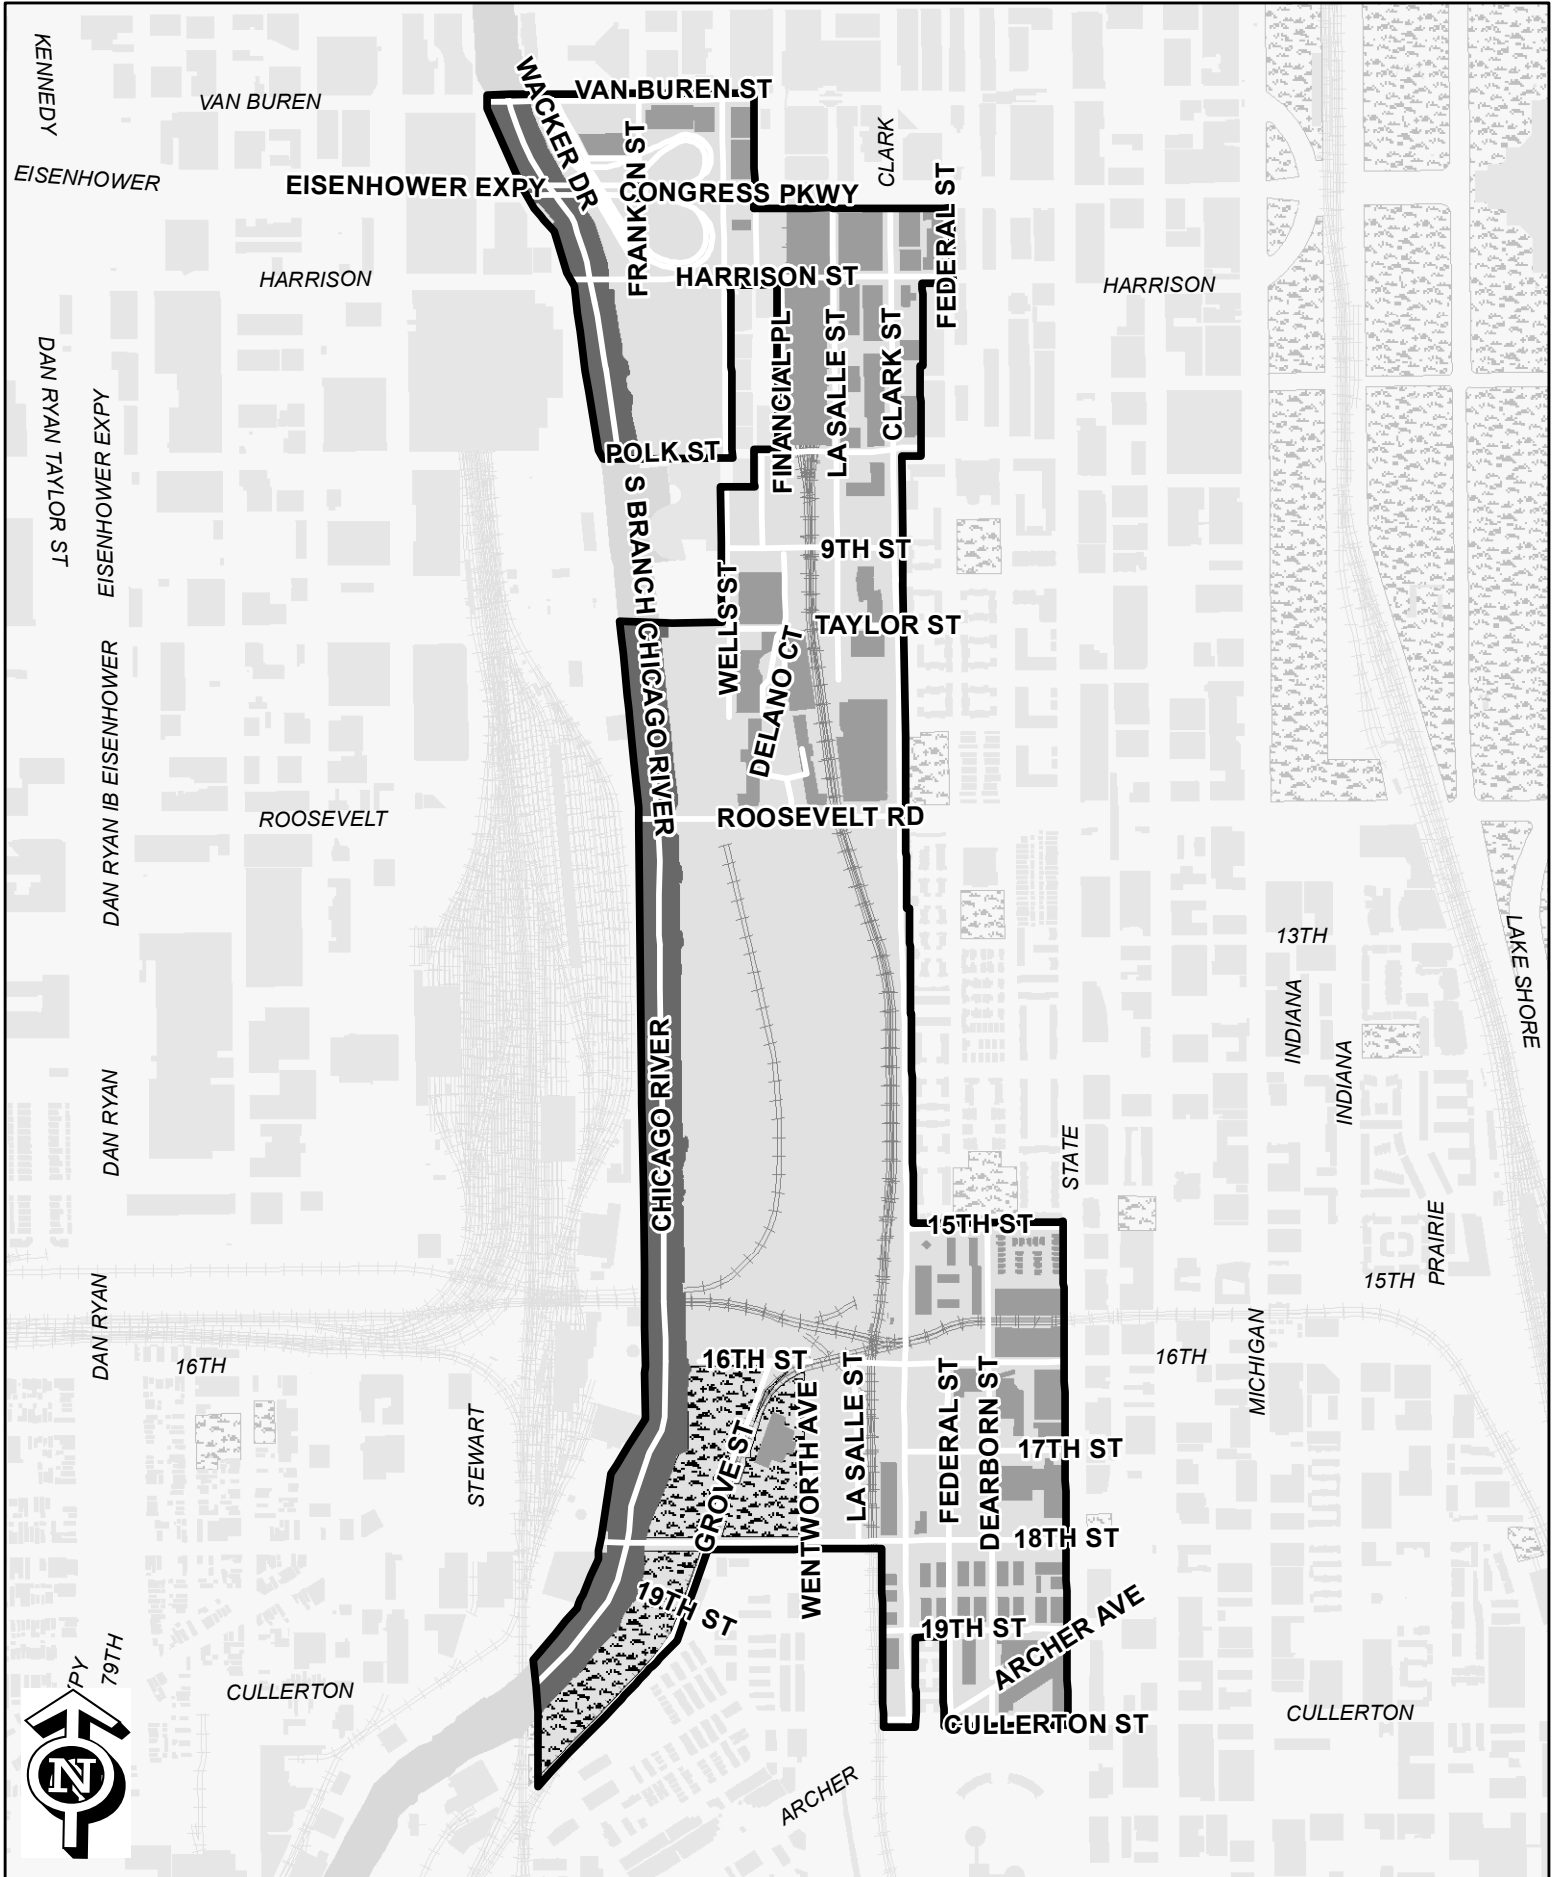 KENNEDY
WACKER DR
VAN BUREN ST
VAN BUREN
CLARK
FRANKLIN ST
EISENHOWER
EISENHOWER EXPY
CONGRESS PKWY
FEDERAL ST
HARRISON
HARRISON ST
HARRISON
DAN RYAN TAYLOR ST
EISENHOWER EXPY
FINANCIAL PL
LA SALLE ST
CLARK ST
POLK ST
S BRANCH CHICAGO RIVER
9TH ST
WELLS ST
TAYLOR ST
DELANO CT
DAN RYAN IB EISENHOWER
ROOSEVELT
ROOSEVELT RD
13TH
LAKE SHORE
INDIANA
INDIANA
CHICAGO RIVER
DAN RYAN
STATE
15TH ST
PRAIRIE
15TH
DAN RYAN
16TH
16TH ST
16TH
MICHIGAN
STEWART
GROVE ST
WENTWORTH AVE
LA SALLE ST
FEDERAL ST
DEARBORN ST
17TH ST
18TH ST
19TH ST
19TH ST
ARCHER AVE
79TH
XPY
CULLERTON
CULLERTON ST
CULLERTON
ARCHER
N